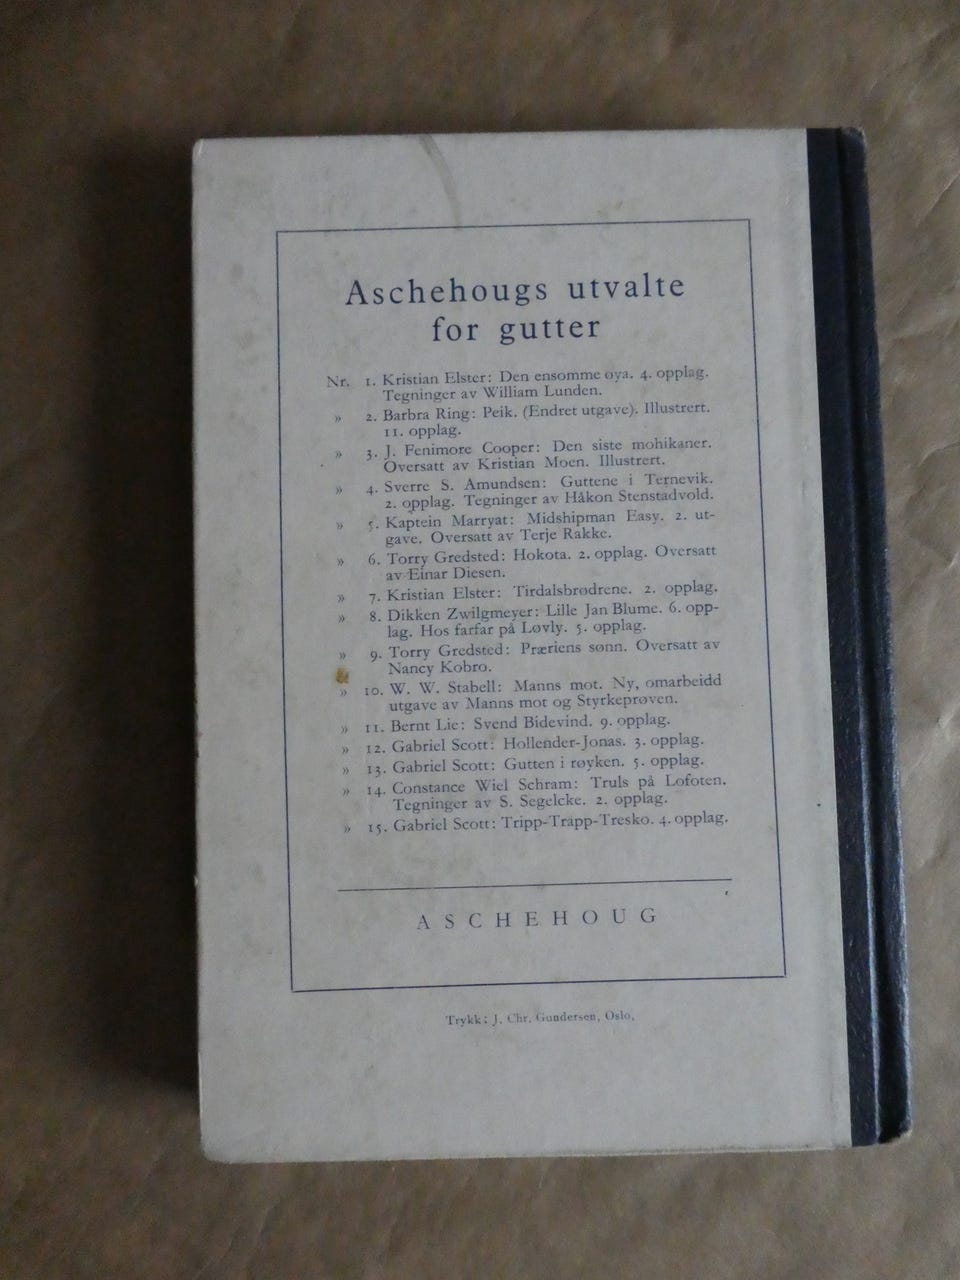 Aschehougs utvalte
for gutter
Nr. 1. Kristian Elster: Den ensomme øya. 4. opplag.
Tegninger av William Lunden.
» 2. Barbra Ring: Peik. (Endret utgave). Illustrert.
11. opplag.
» 3. J. Fenimore Cooper: Den siste mohikaner.
Oversatt av Kristian Moen. Illustrert.
» 4. Sverre S. Amundsen: Guttene i Ternevik.
2. opplag. Tegninger av Håkon Stenstadvold.
» 5. Kaptein Marryat: Midshipman Easy. 2. ut-
gave. Oversatt av Terje Rakke.
» 6. Torry Gredsted: Hokota. 2. opplag. Oversatt
av Einar Diesen.
» 7. Kristian Elster: Tirdalsbrødrene. 2. opplag.
» 8. Dikken Zwilgmeyer: Lille Jan Blume. 6. opp-
lag. Hos farfar på Løvly. 5. opplag.
» 9. Torry Gredsted: Præriens sønn. Oversatt av
Nancy Kobro.
» 10. W. W. Stabell: Manns mot. Ny, omarbeidd
utgave av Manns mot og Styrkeprøven.
» 11. Bernt Lie: Svend Bidevind. 9. opplag.
» 12. Gabriel Scott: Hollender-Jonas. 3. opplag.
» 13. Gabriel Scott: Gutten i røyken. 5. opplag.
» 14. Constance Wiel Schram: Truls på Lofoten.
Tegninger av S. Segelcke. 2. opplag.
» 15. Gabriel Scott: Tripp-Trapp-Tresko. 4. opplag.
ASCHEHOUG
Trykk: J. Chr. Gundersen, Oslo.